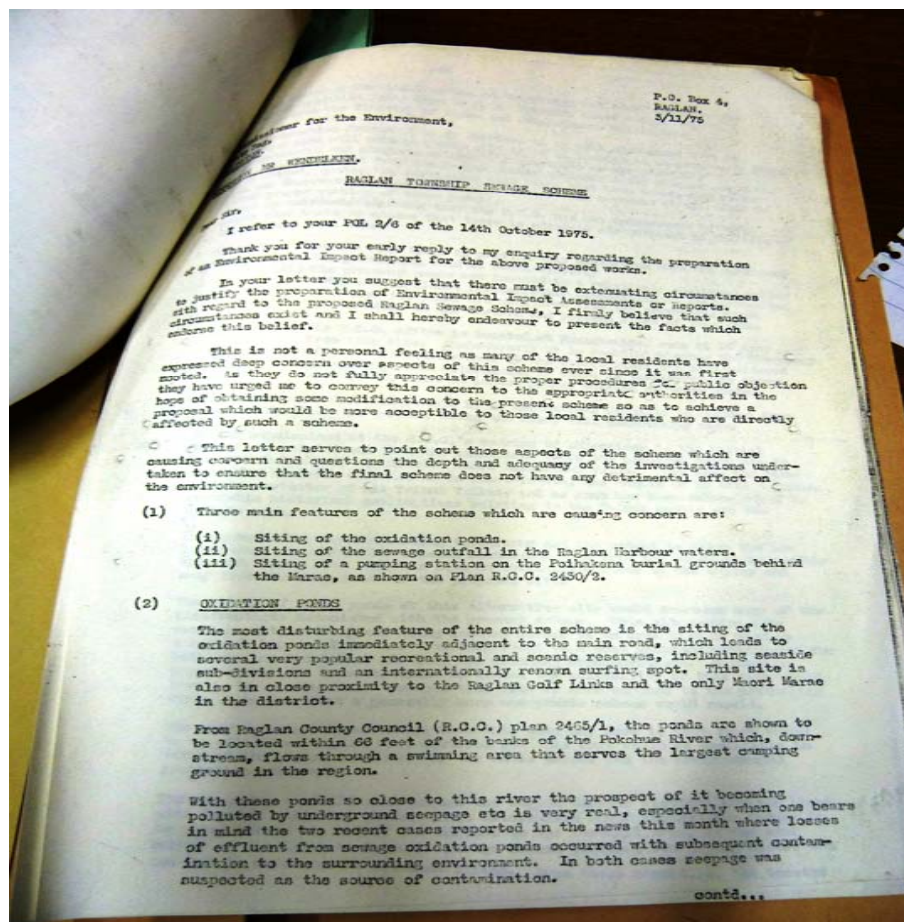 P.O. Box 4,
RAGLAN.
5/11/75
for the Environment,
MR WENDELKEN.
RAGLAN TOWNSHIP SEWAGE SCHEME
Sir,
I refer to your POL 2/6 of the 14th October 1975.
Thank you for your early reply to my enquiry regarding the preparation
of an Environmental Impact Report for the above proposed works.
In your letter you suggest that there must be extenuating circumstances
to justify the preparation of Environmental Impact Assessments or Reports.
With regard to the proposed Raglan Sewage Scheme, I firmly believe that such
circumstances exist and I shall hereby endeavour to present the facts which
endorse this belief.
This is not a personal feeling as many of the local residents have
expressed deep concern over aspects of this scheme ever since it was first
mooted. As they do not fully appreciate the proper procedures for public objection
they have urged me to convey this concern to the appropriate authorities in the
hope of obtaining some modification to the present scheme so as to achieve a
proposal which would be more acceptable to those local residents who are directly
affected by such a scheme.
This letter serves to point out those aspects of the scheme which are
causing concern and questions the depth and adequacy of the investigations under-
taken to ensure that the final scheme does not have any detrimental affect on
the environment.
(1) Three main features of the scheme which are causing concern are:
(i) Siting of the oxidation ponds.
(ii) Siting of the sewage outfall in the Raglan Harbour waters.
(iii) Siting of a pumping station on the Poihakena burial grounds behind
the Marae, as shown on Plan R.C.C. 2430/2.
(2) OXIDATION PONDS
The most disturbing feature of the entire scheme is the siting of the
oxidation ponds immediately adjacent to the main road, which leads to
several very popular recreational and scenic reserves, including seaside
sub-divisions and an internationally renown surfing spot. This site is
also in close proximity to the Raglan Golf Links and the only Maori Marae
in the district.
From Raglan County Council (R.C.C.) plan 2465/1, the ponds are shown to
be located within 66 feet of the banks of the Pokohue River which, down-
stream, flows through a swimming area that serves the largest camping
ground in the region.
With these ponds so close to this river the prospect of it becoming
polluted by underground seepage etc is very real, especially when one bears
in mind the two recent cases reported in the news this month where losses
of effluent from sewage oxidation ponds occurred with subsequent contam-
ination to the surrounding environment. In both cases seepage was
suspected as the source of contamination.
contd...